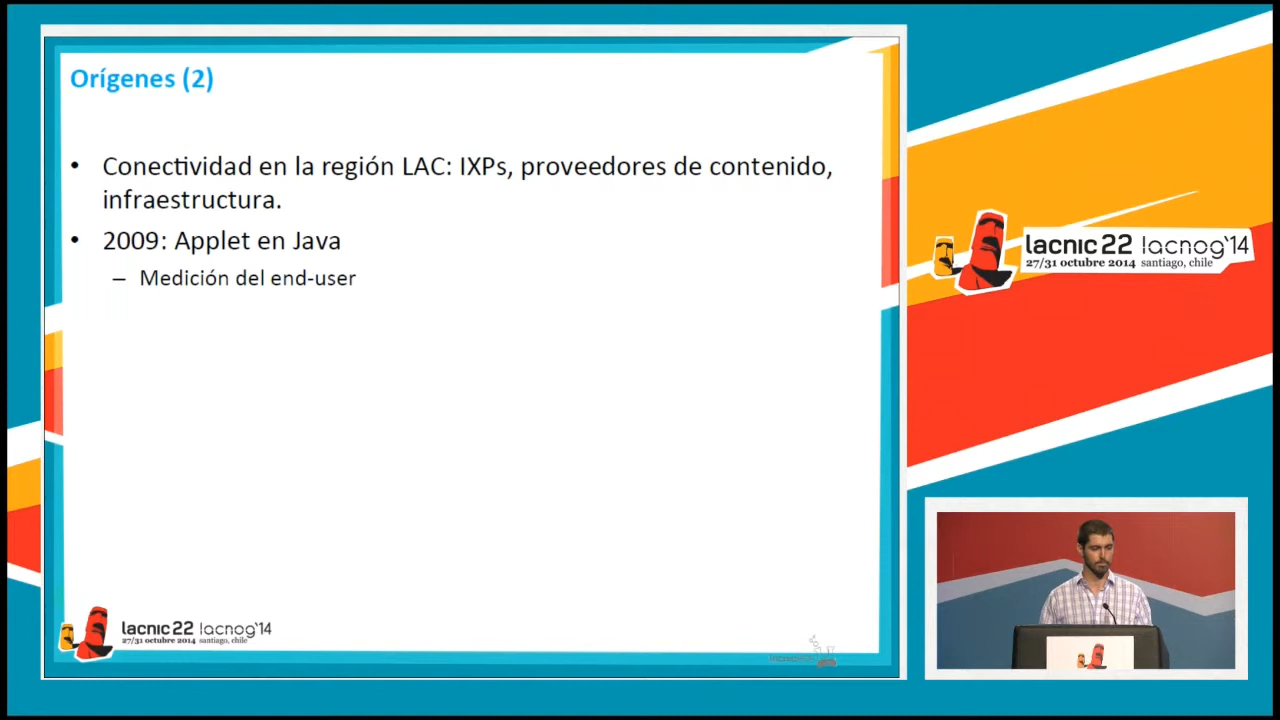 Orígenes (2)
• Conectividad en la región LAC: IXPs, proveedores de contenido,
infraestructura.
• 2009: Applet en Java
– Medición del end-user
lacnic 22 lacnog'14
27/31 octubre 2014 santiago, chile
lacnic 22 lacnog'14
27/31 octubre 2014 santiago, chile